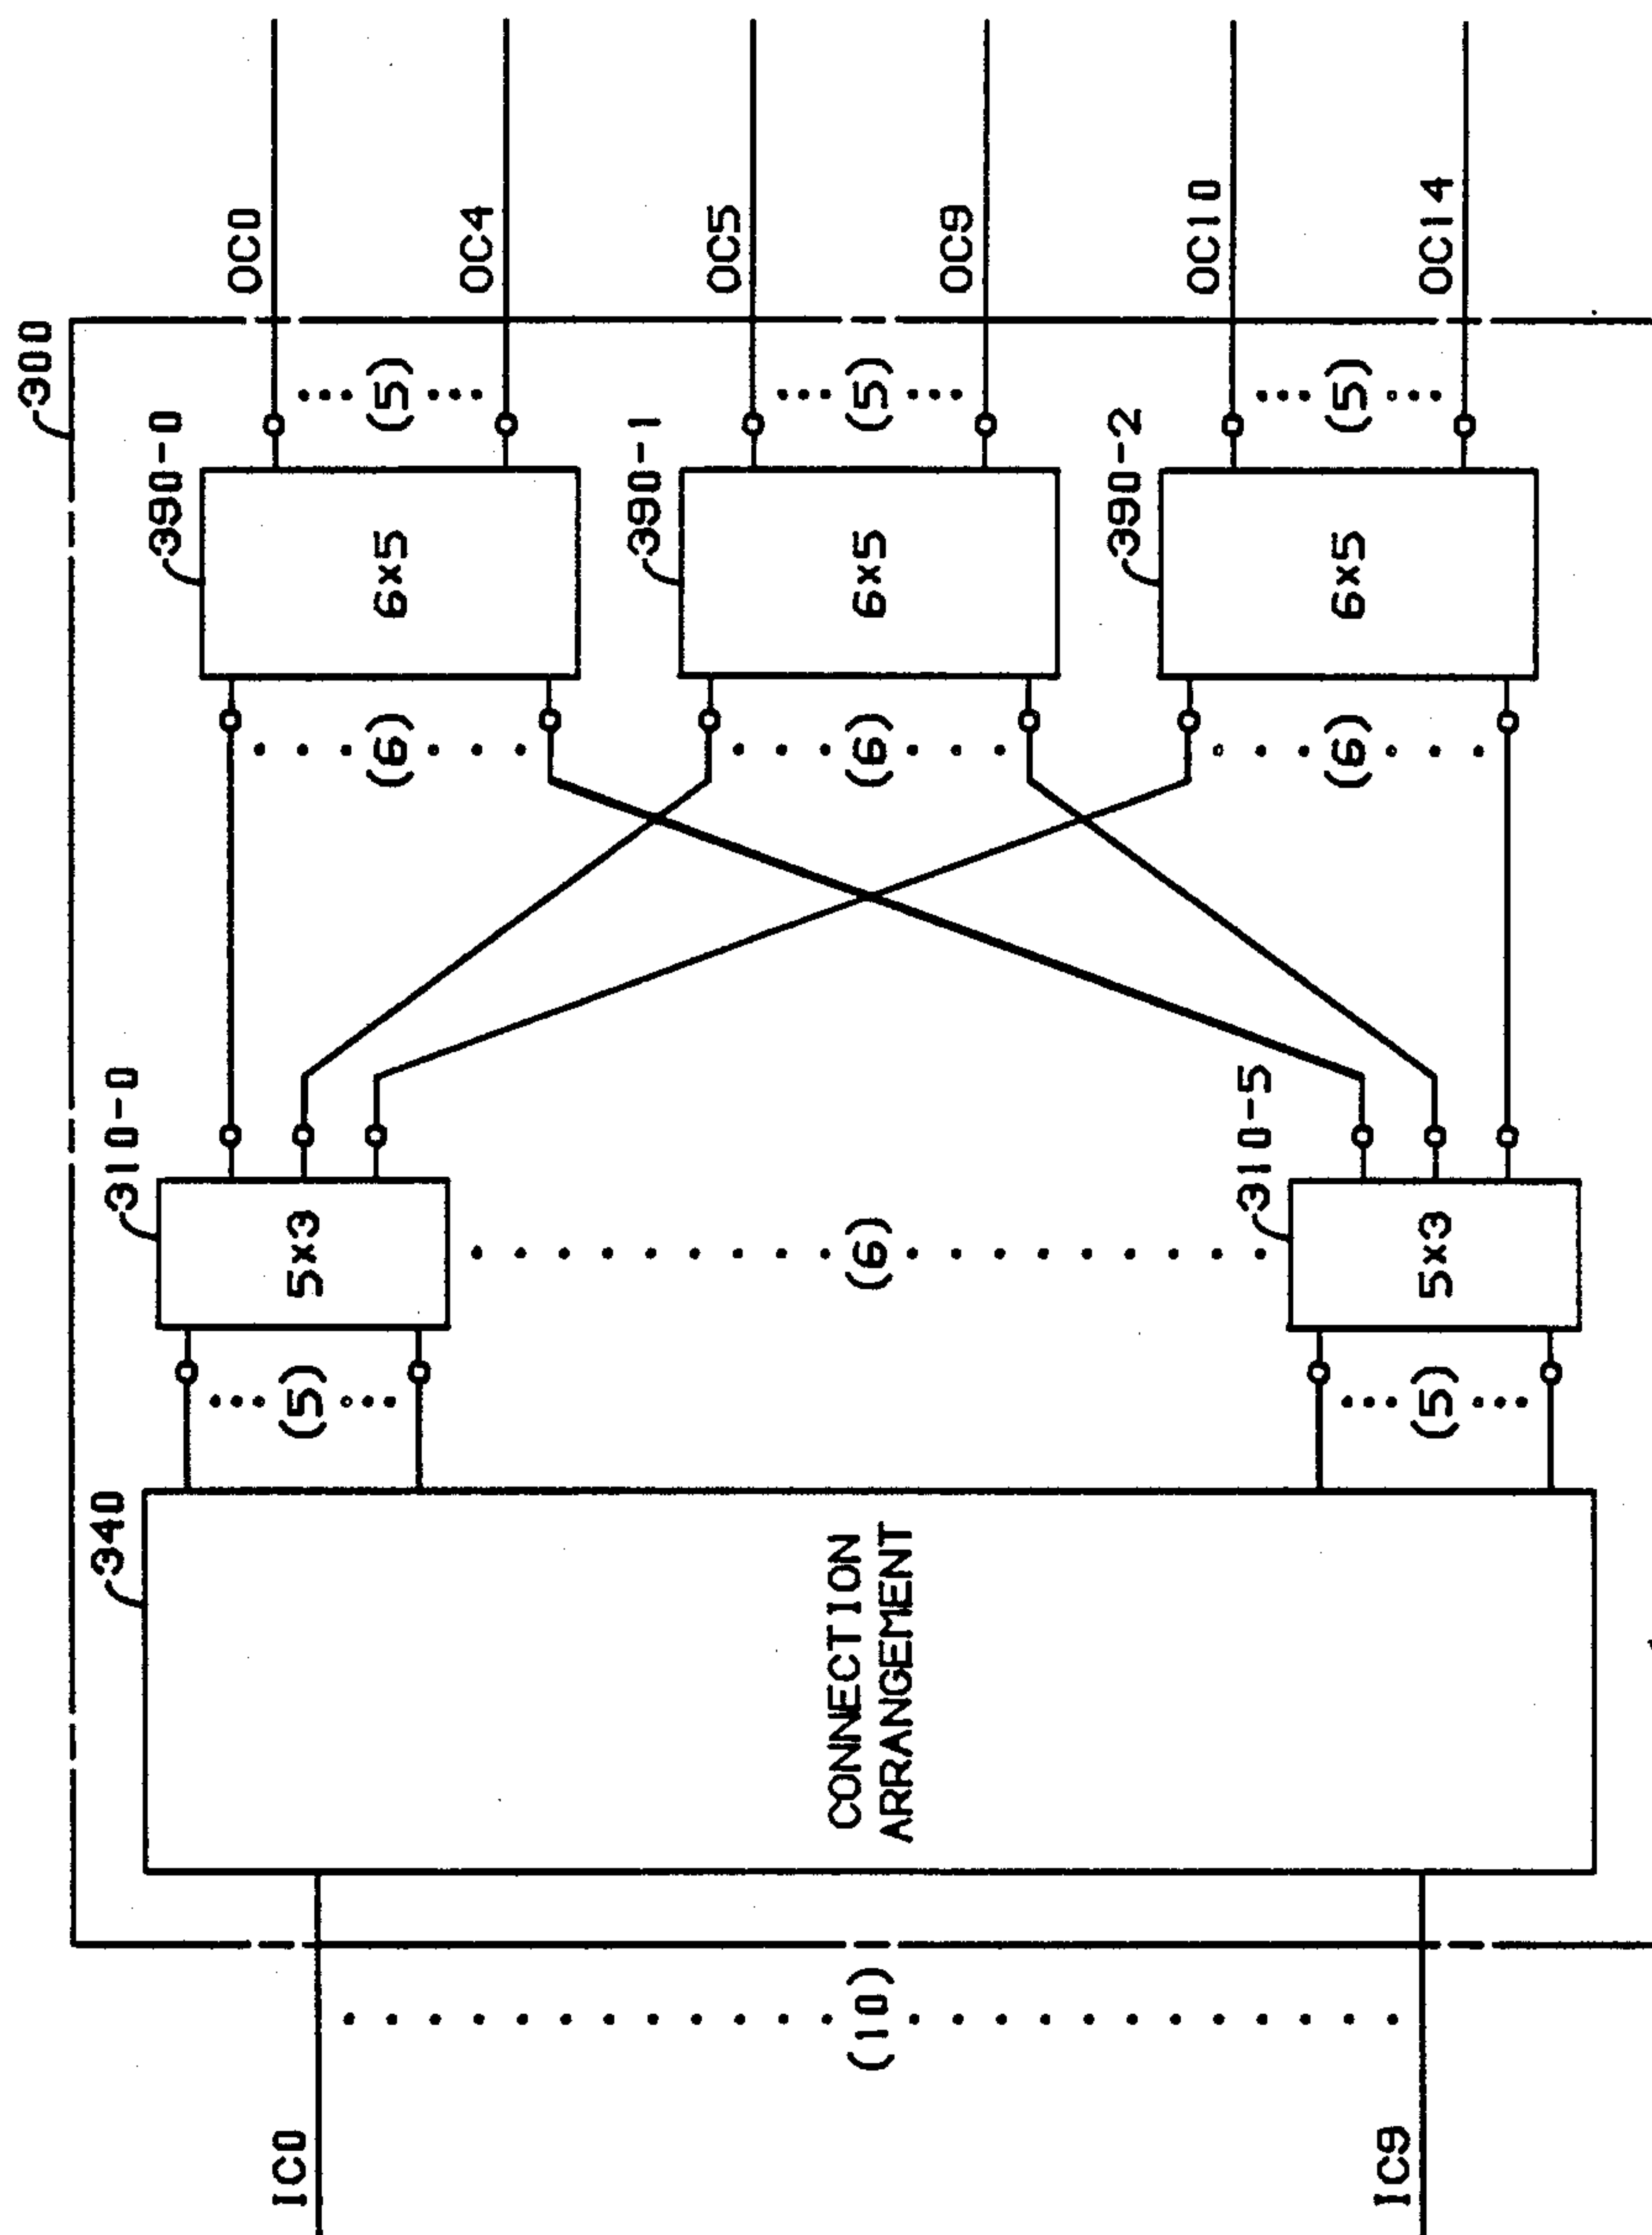 300
340
310-0
390-0
OC0
IC0
(5)
5x3
(6)
6x5
(5)
OC4
390-1
OC5
(10)
CONNECTION
ARRANGEMENT
(6)
(6)
6x5
(5)
OC9
390-2
OC10
310-5
IC9
(5)
5x3
(6)
6x5
(5)
OC14